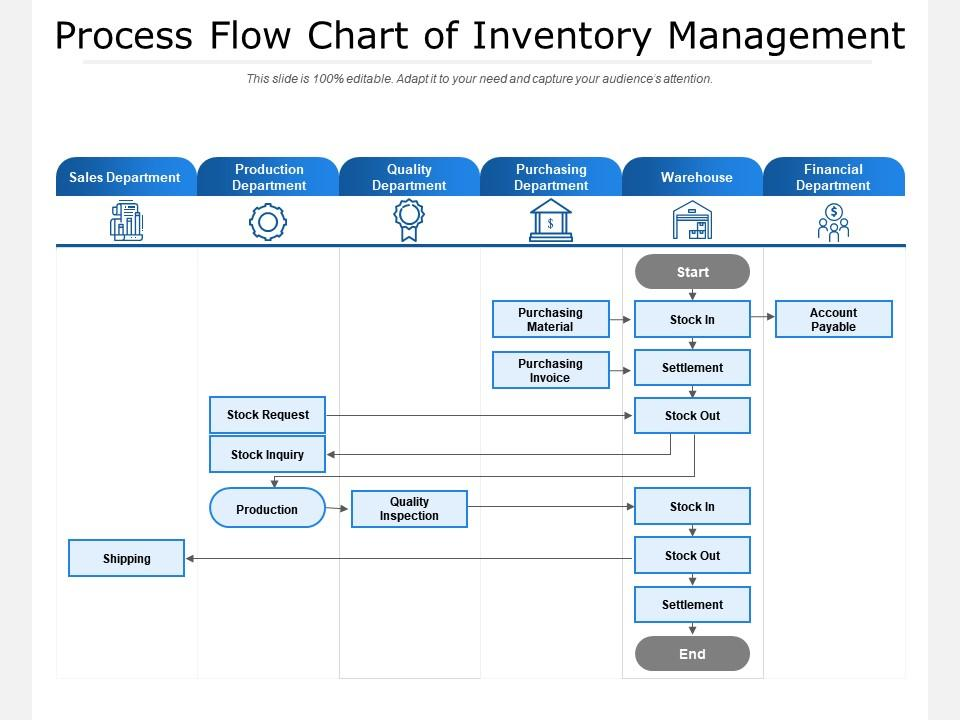 Process Flow Chart of Inventory Management
This slide is 100% editable. Adapt it to your need and capture your audience's attention.
Sales Department
Production
Department
Quality
Department
Purchasing
Department
Warehouse
Financial
Department
$
$
Start
Purchasing
Material
Stock In
Account
Payable
Purchasing
Invoice
Settlement
Stock Request
Stock Out
Stock Inquiry
Production
Quality
Inspection
Stock In
Shipping
Stock Out
Settlement
End